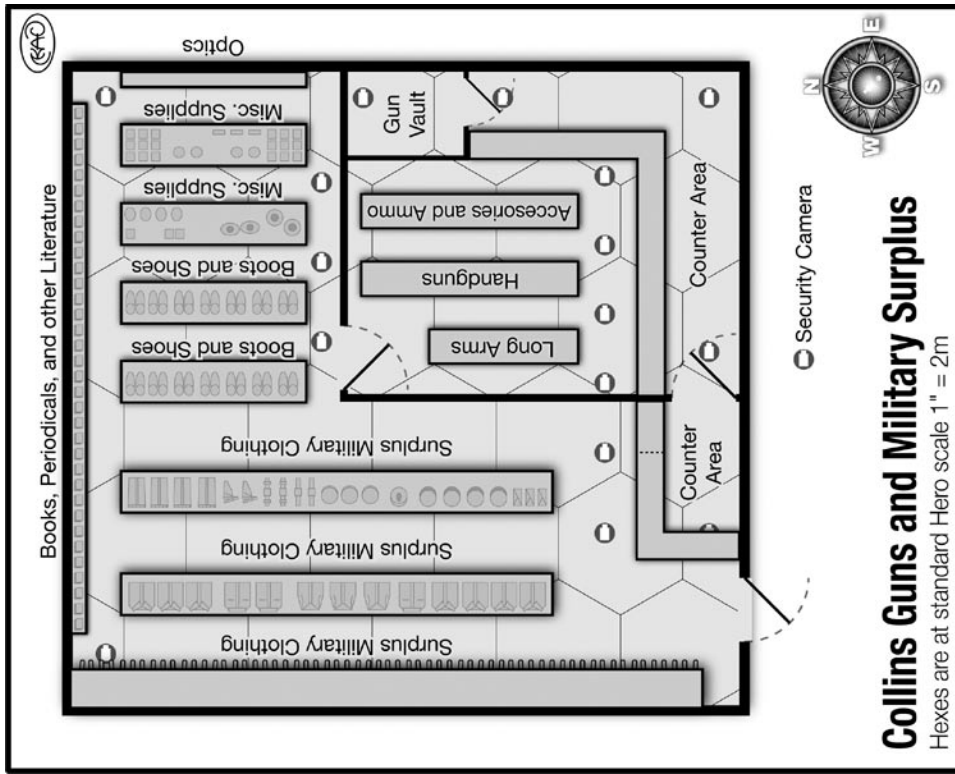 Books, Periodicals, and other Literature
Optics
Misc. Supplies
Misc. Supplies
Boots and Shoes
Boots and Shoes
Surplus Military Clothing
Surplus Military Clothing
Surplus Military Clothing
Gun
Vault
Accesories and Ammo
Handguns
Long Arms
Counter Area
Counter
Area
N
E
S
W
Security Camera
Collins Guns and Military Surplus
Hexes are at standard Hero scale 1" = 2m